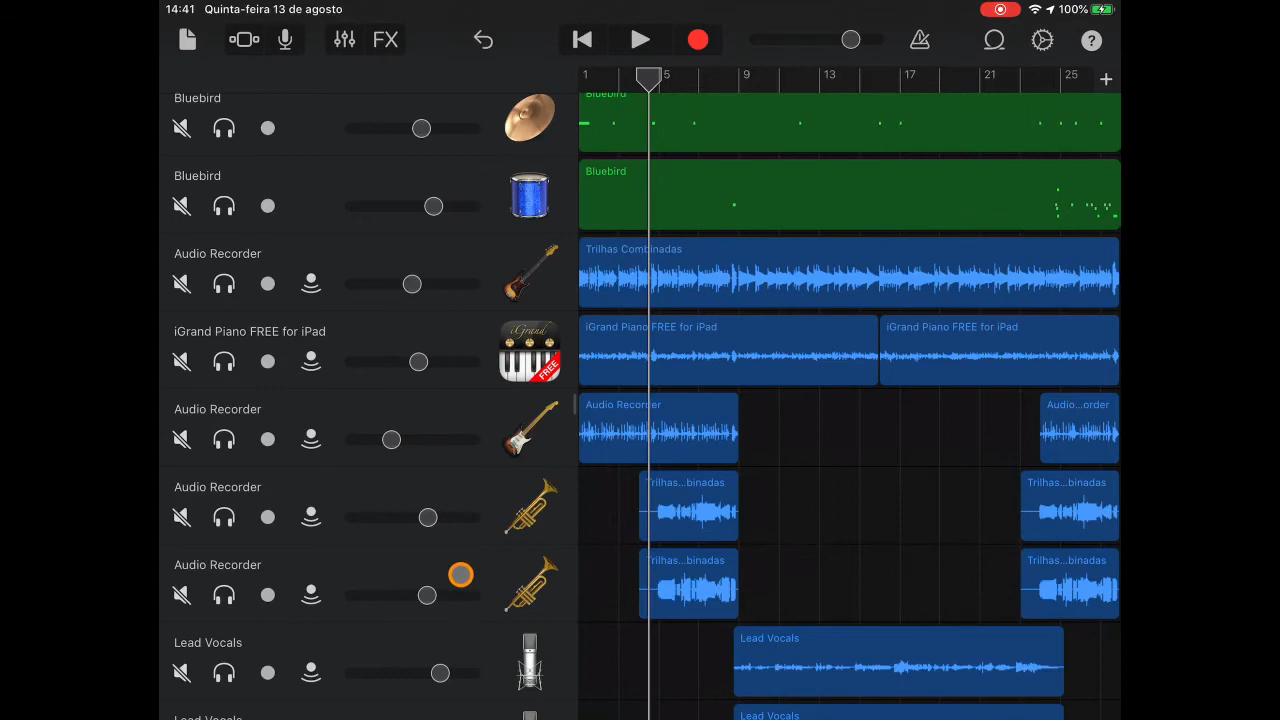 14:41 Quinta-feira 13 de agosto 100%
FX ?
1 5 9 13 17 21 25 +
Bluebird Bluebird
Bluebird Bluebird
Audio Recorder Trilhas Combinadas
iGrand Piano FREE for iPad iGrand Piano FREE for iPad iGrand Piano FREE for iPad
iGrand
FREE
Audio Recorder Audio Recorder Audio...order
Audio Recorder Trilhas...binadas Trilhas...binadas
Audio Recorder Trilhas...binadas Trilhas...binadas
Lead Vocals Lead Vocals
Lead Vocals Lead Vocals